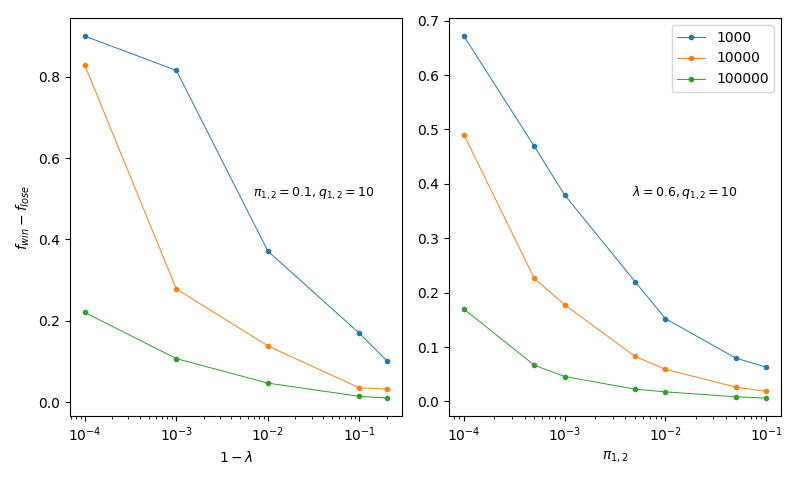 0.8
0.6
0.4
0.2
0.0
f_{win} − f_{lose}
π_{1,2} = 0.1, q_{1,2} = 10
10^{−4} 10^{−3} 10^{−2} 10^{−1}
1 − λ
0.7
0.6
0.5
0.4
0.3
0.2
0.1
0.0
1000
10000
100000
λ = 0.6, q_{1,2} = 10
10^{−4} 10^{−3} 10^{−2} 10^{−1}
π_{1,2}